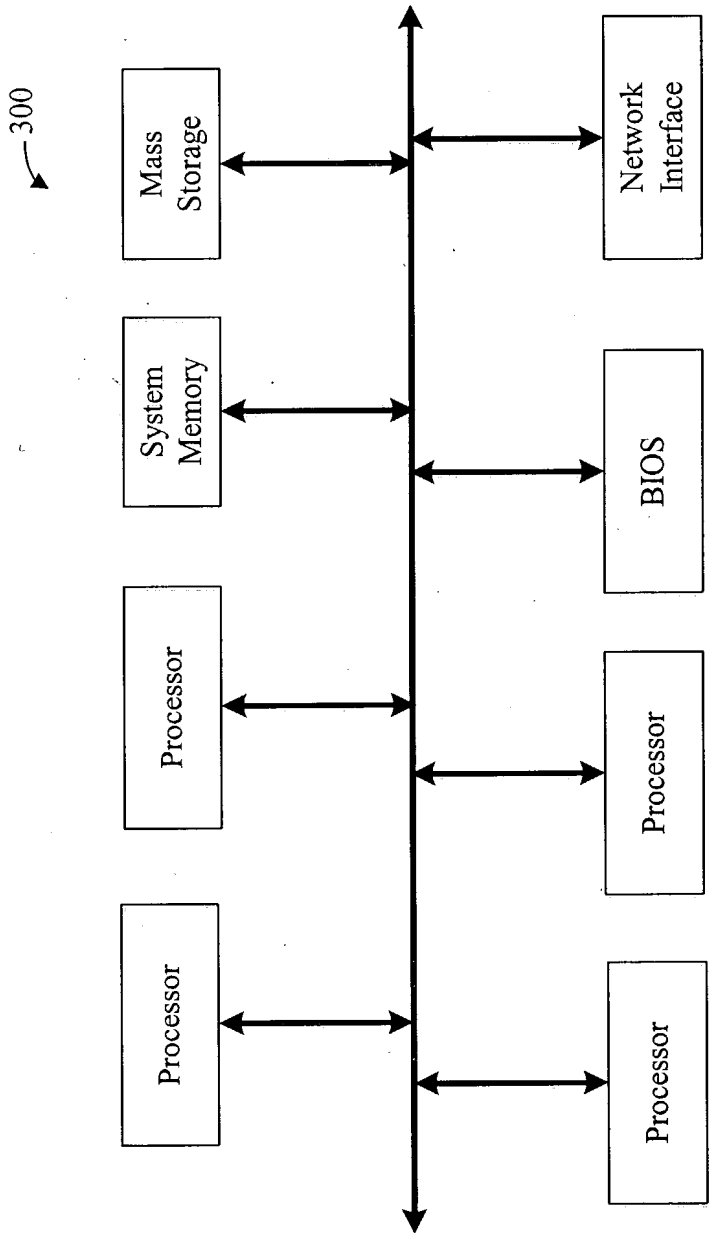 300
Processor
Processor
System
Memory
Mass
Storage
Processor
Processor
BIOS
Network
Interface